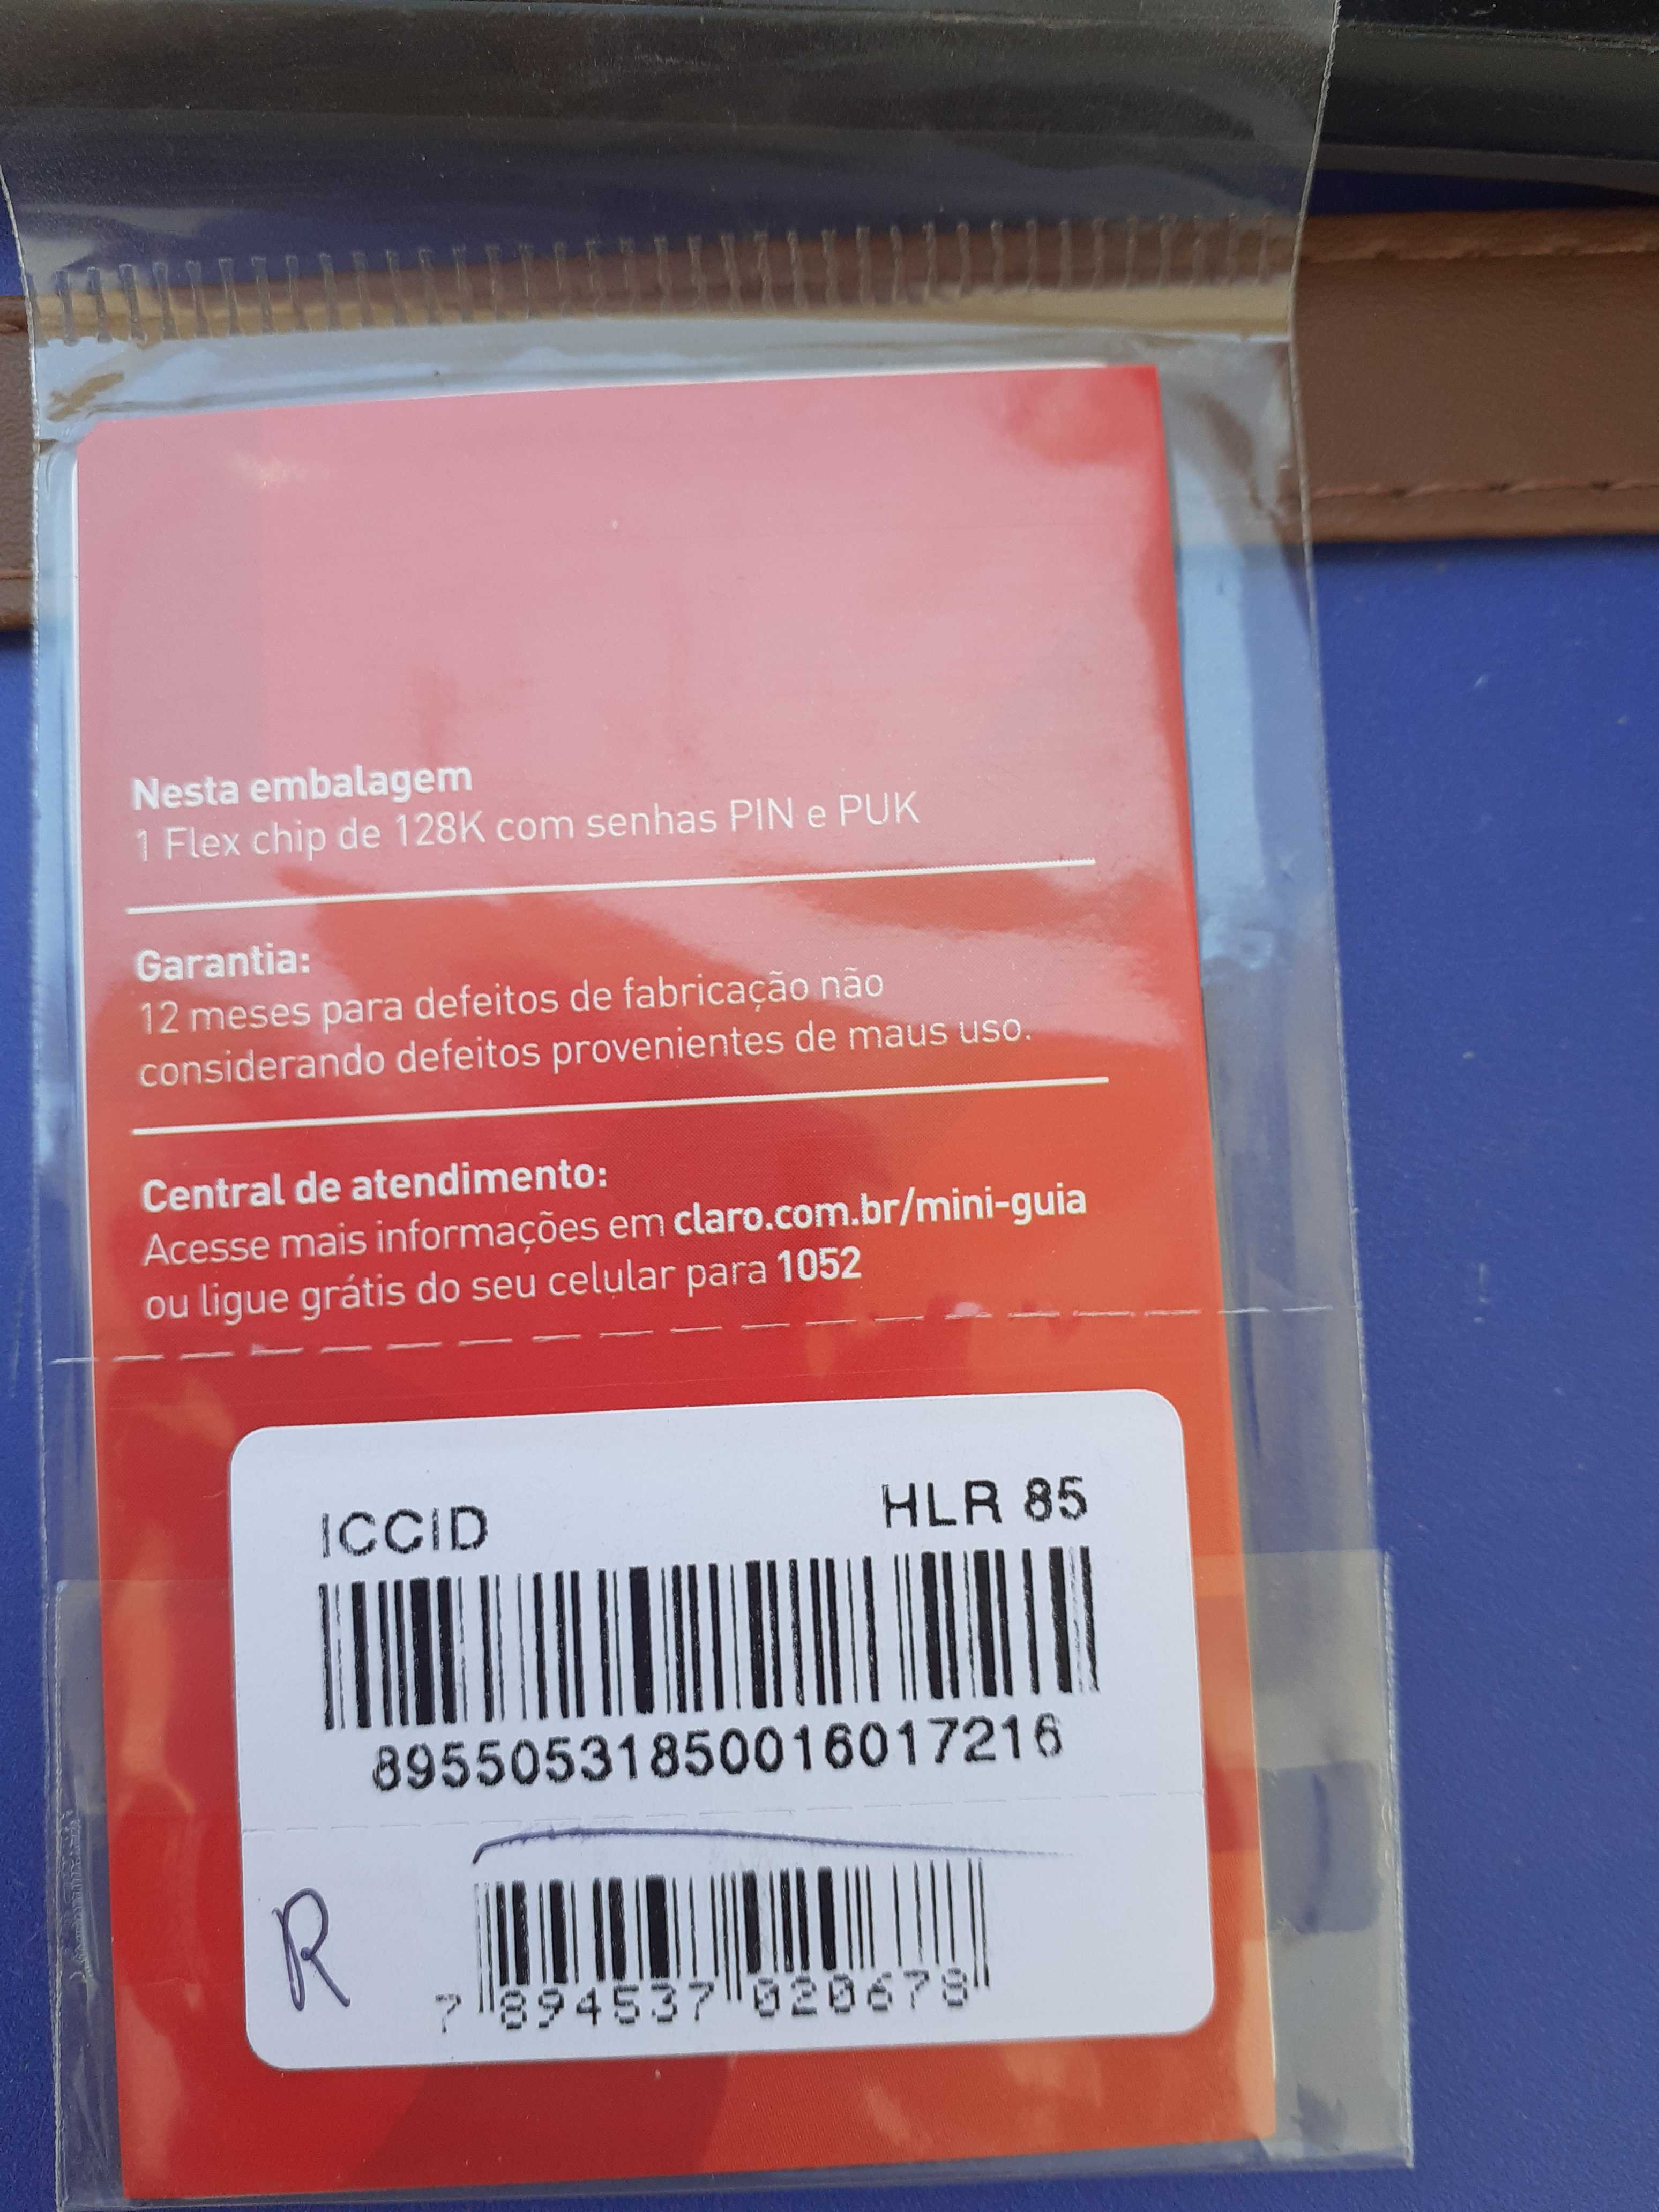 Nesta embalagem
1 Flex chip de 128K com senhas PIN e PUK
Garantia:
12 meses para defeitos de fabricação não
considerando defeitos provenientes de maus uso.
Central de atendimento:
Acesse mais informações em claro.com.br/mini-guia
ou ligue grátis do seu celular para 1052
ICCID HLR 85
89550531850016017216
R
7 894537 020678